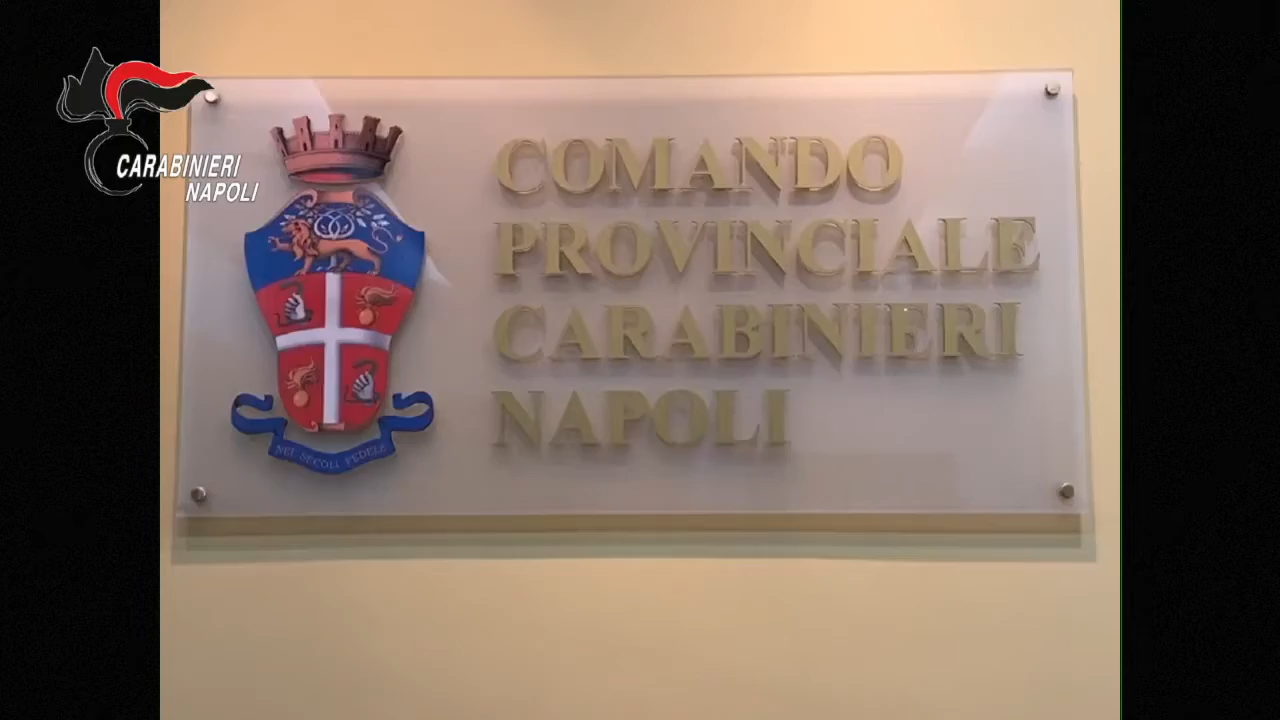 CARABINIERI
NAPOLI
COMANDO
PROVINCIALE
CARABINIERI
NAPOLI
NEI SECOLI FEDELE